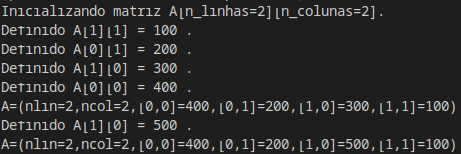 Inicializando matriz A[n_linhas=2][n_colunas=2].
Definido A[1][1] = 100 .
Definido A[0][1] = 200 .
Definido A[1][0] = 300 .
Definido A[0][0] = 400 .
A=(nlin=2,ncol=2,[0,0]=400,[0,1]=200,[1,0]=300,[1,1]=100)
Definido A[1][0] = 500 .
A=(nlin=2,ncol=2,[0,0]=400,[0,1]=200,[1,0]=500,[1,1]=100)